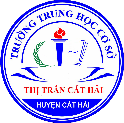 TRƯỜNG TRUNG HỌC CƠ SỞ
THỊ TRẤN CÁT HẢI
HUYỆN CÁT HẢI